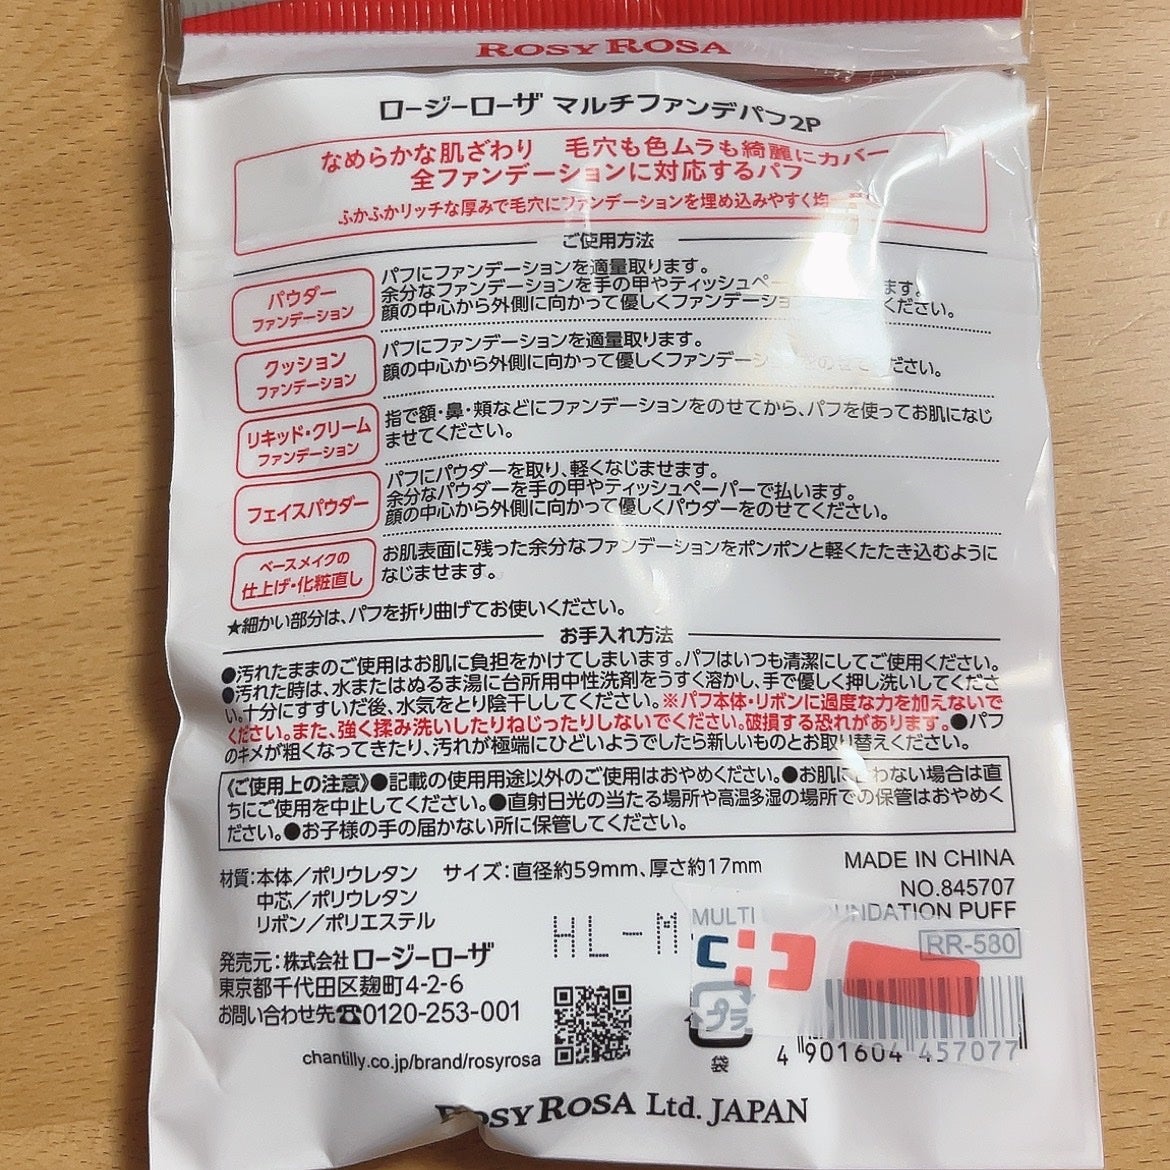 ROSY ROSA
ロージーローザ マルチファンデパフ2P
なめらかな肌ざわり 毛穴も色ムラも綺麗にカバー
全ファンデーションに対応するパフ
ふかふかリッチな厚みで毛穴にファンデーションを埋め込みやすく均
ご使用方法
パウダー
ファンデーション
パフにファンデーションを適量取ります。
余分なファンデーションを手の甲やティッシュペー ます。
顔の中心から外側に向かって優しくファンデーショ ください。
クッション
ファンデーション
パフにファンデーションを適量取ります。
顔の中心から外側に向かって優しくファンデーション をのせてください。
リキッド・クリーム
ファンデーション
指で額・鼻・頬などにファンデーションをのせてから、パフを使ってお肌になじ
ませてください。
フェイスパウダー
パフにパウダーを取り、軽くなじませます。
余分なパウダーを手の甲やティッシュペーパーで払います。
顔の中心から外側に向かって優しくパウダーをのせてください。
ベースメイクの
仕上げ・化粧直し
お肌表面に残った余分なファンデーションをポンポンと軽くたたき込むように
なじませます。
★細かい部分は、パフを折り曲げてお使いください。
お手入れ方法
●汚れたままのご使用はお肌に負担をかけてしまいます。パフはいつも清潔にしてご使用ください。
●汚れた時は、水またはぬるま湯に台所用中性洗剤をうすく溶かし、手で優しく押し洗いしてくださ
い。十分にすすいだ後、水気をとり陰干ししてください。※パフ本体・リボンに過度な力を加えないで
ください。また、強く揉み洗いしたりねじったりしないでください。破損する恐れがあります。●パフ
のキメが粗くなってきたり、汚れが極端にひどいようでしたら新しいものとお取り替えください。
《ご使用上の注意》●記載の使用用途以外のご使用はおやめください。●お肌に合わない場合は直
ちにご使用を中止してください。●直射日光の当たる場所や高温多湿の場所での保管はおやめく
ださい。●お子様の手の届かない所に保管してください。
材質:本体／ポリウレタン サイズ:直径約59mm、厚さ約17mm
中芯／ポリウレタン
リボン／ポリエステル
MADE IN CHINA
NO.845707
MULTI UNDATION PUFF
RR-580
HL-M
発売元:株式会社 ロージーローザ
東京都千代田区麹町4-2-6
お問い合わせ先☎0120-253-001
chantilly.co.jp/brand/rosyrosa
プラ
袋
4 901604 457077
ROSY ROSA Ltd. JAPAN